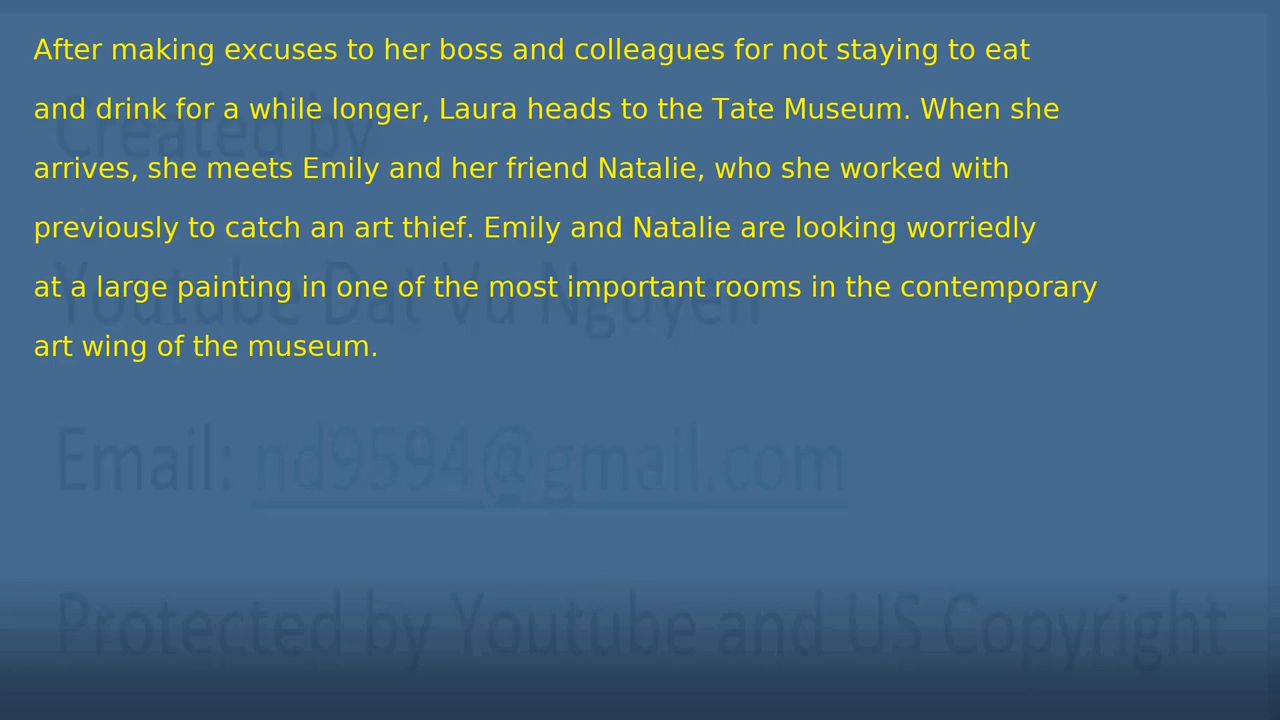 After making excuses to her boss and colleagues for not staying to eat
and drink for a while longer, Laura heads to the Tate Museum. When she
arrives, she meets Emily and her friend Natalie, who she worked with
previously to catch an art thief. Emily and Natalie are looking worriedly
at a large painting in one of the most important rooms in the contemporary
art wing of the museum.
Created by
Youtube Dat Vu Nguyen
Email: nd9594@gmail.com
Protected by Youtube and US Copyright